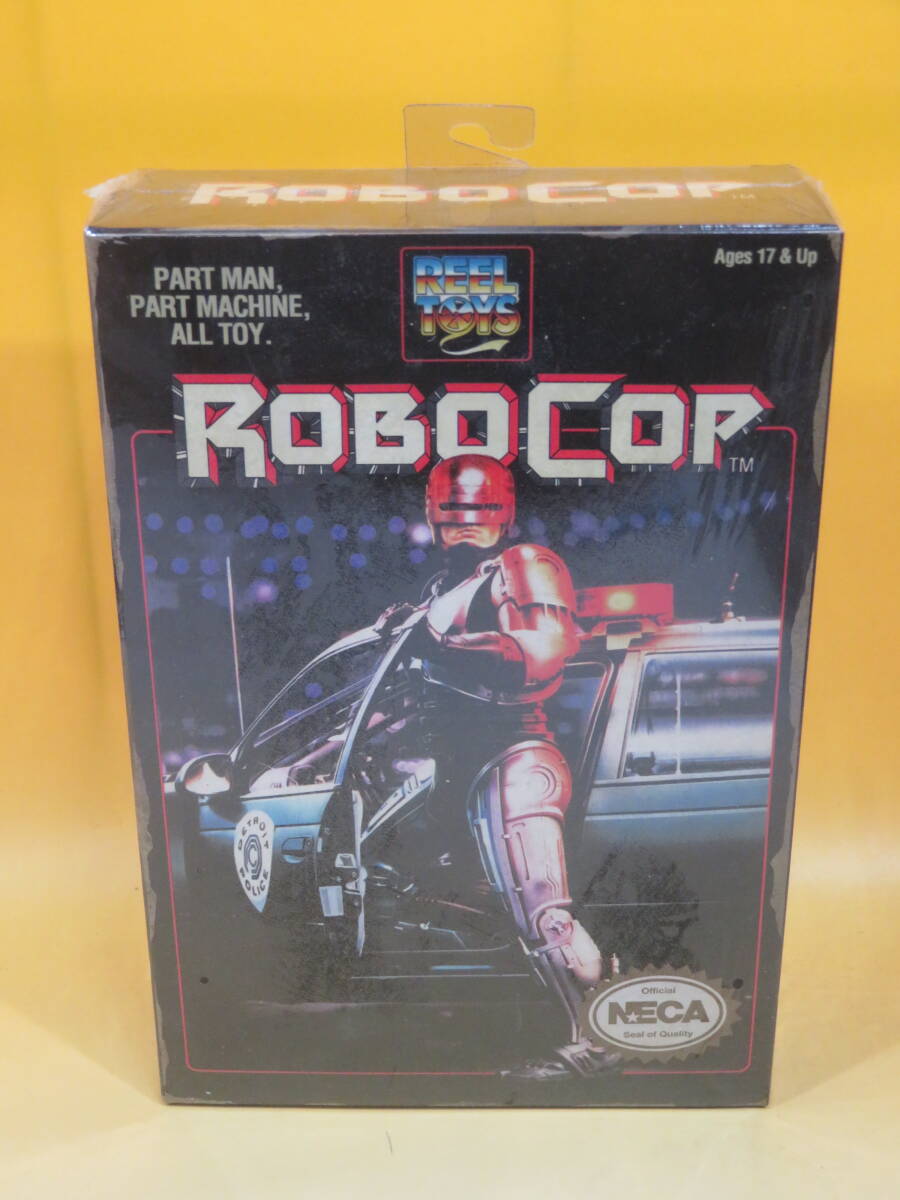 ROBOCOP TM
PART MAN,
PART MACHINE,
ALL TOY.
REEL
TOYS
Ages 17 & Up
ROBOCOP TM
DETROIT
POLICE
Official
NECA
Seal of Quality